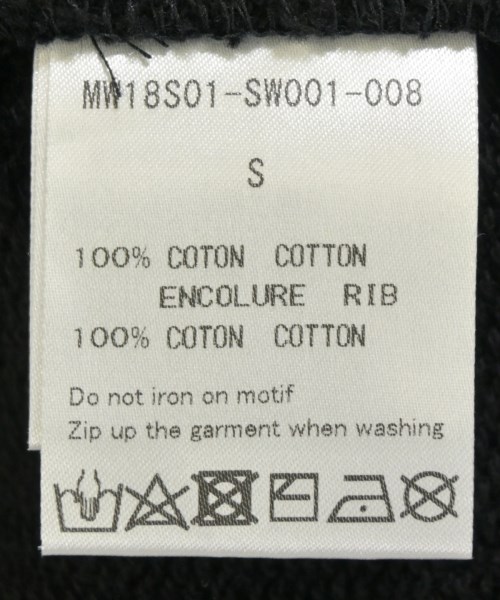 MW18S01-SW001-008
S
100% COTON COTTON
ENCOLURE RIB
100% COTON COTTON
Do not iron on motif
Zip up the garment when washing